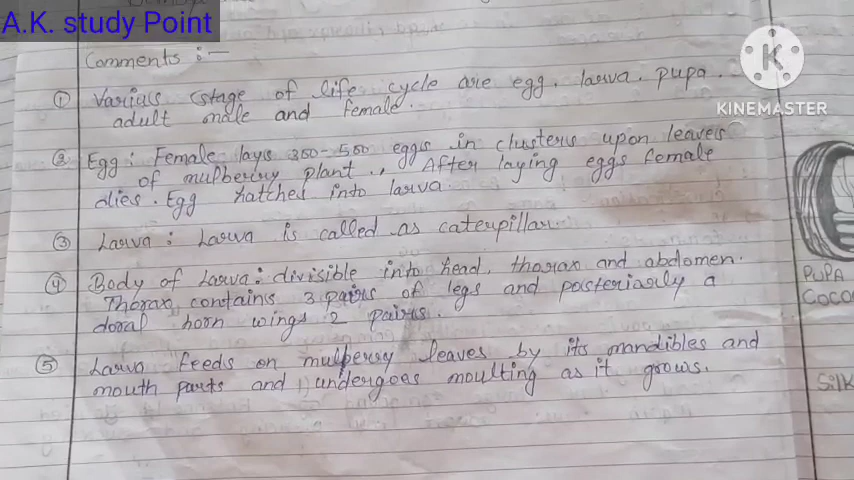 A.K. study Point
Comments :—
KINEMASTER
① Varials stage of life cycle are egg, larva, pupa.
adult male and female.
② Egg : Female lays 350-500 eggs in clusters upon leaves
of mulberry plant., After laying eggs female
dies. Egg hatches into larva.
③ Larva : Larva is called as caterpillar.
④ Body of Larva : divisible into head, thorax and abdomen.
Thorax contains 3 pairs of legs and posteriarly a
dorsal horn wings 2 pairs.
⑤ Larva feeds on mulberry leaves by its mandibles and
mouth parts and undergoes moulting as it grows.
PUPA
Coco
Silk